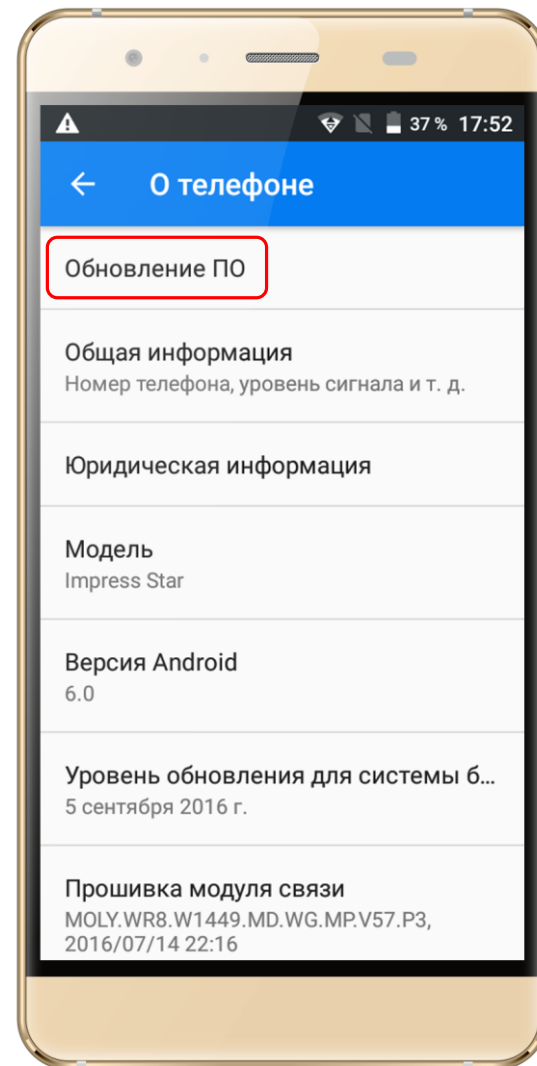 37 % 17:52
О телефоне
Обновление ПО
Общая информация
Номер телефона, уровень сигнала и т. д.
Юридическая информация
Модель
Impress Star
Версия Android
6.0
Уровень обновления для системы б...
5 сентября 2016 г.
Прошивка модуля связи
MOLY.WR8.W1449.MD.WG.MP.V57.P3,
2016/07/14 22:16